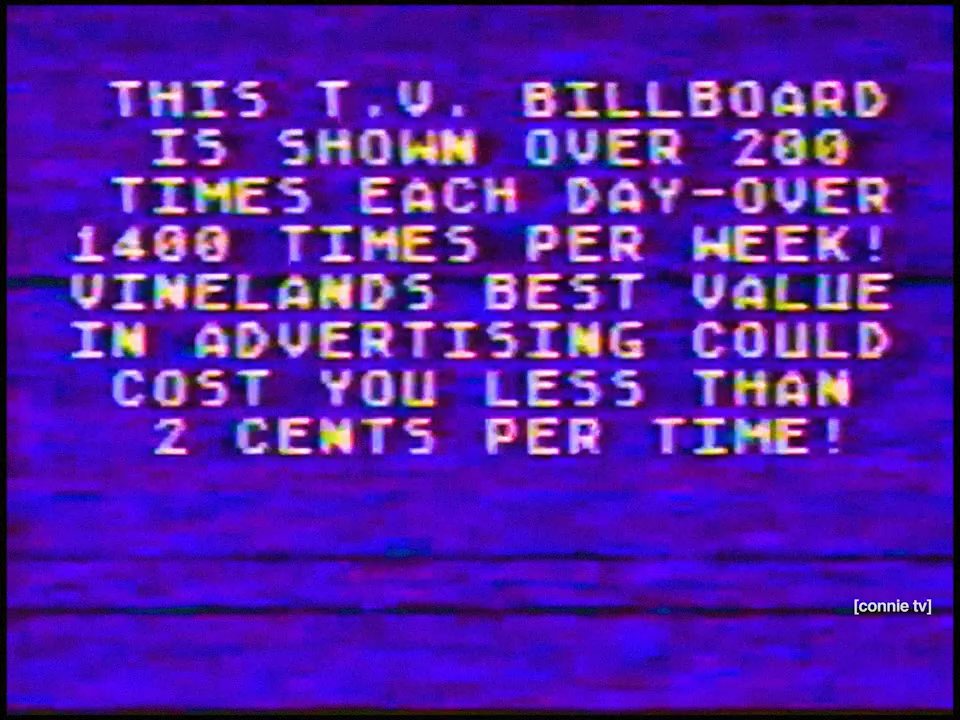 THIS T.V. BILLBOARD
IS SHOWN OVER 200
TIMES EACH DAY-OVER
1400 TIMES PER WEEK!
VINELANDS BEST VALUE
IN ADVERTISING COULD
COST YOU LESS THAN
2 CENTS PER TIME!
[connie tv]